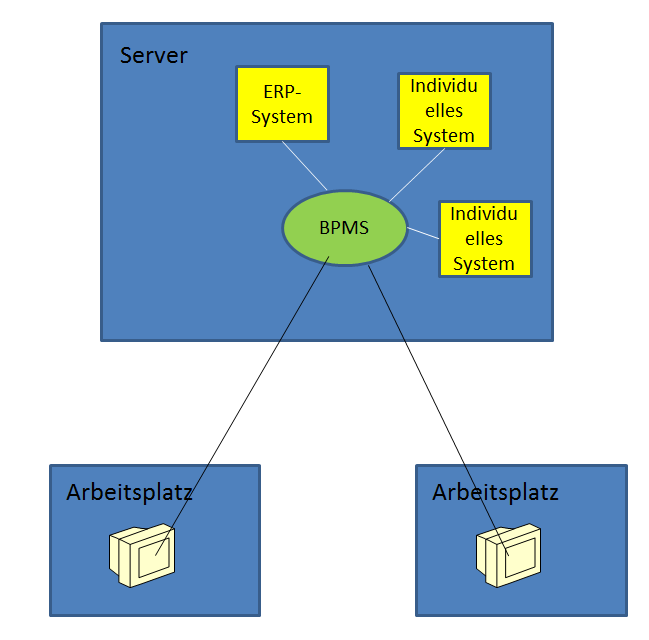 Server
ERP-
System
Individu
elles
System
BPMS
Individu
elles
System
Arbeitsplatz
Arbeitsplatz